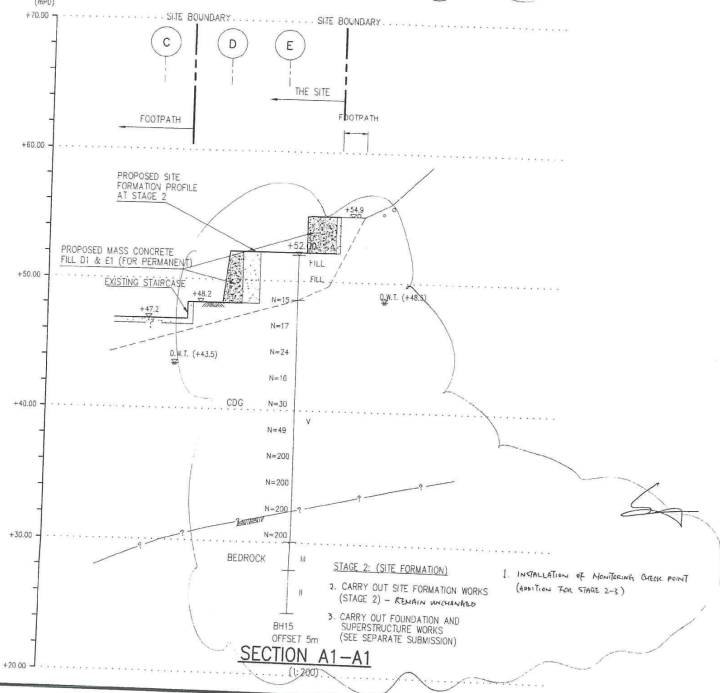 (mPD)
+70.00
SITE BOUNDARY
SITE BOUNDARY
C
D
E
THE SITE
FOOTPATH
FOOTPATH
+60.00
PROPOSED SITE
FORMATION PROFILE
AT STAGE 2
+54.9
PROPOSED MASS CONCRETE
FILL D1 & E1 (FOR PERMANENT)
+52.00
FILL
+50.00
FILL
EXISTING STAIRCASE
+48.2
N=15
D.W.T. (+48.5)
+47.2
?
N=17
D.W.T. (+43.5)
N=24
N=16
+40.00
CDG
N=30
V
N=49
N=200
N=200
?
?
N=200
?
?
?
?
+30.00
N=200
BEDROCK
III
II
STAGE 2: (SITE FORMATION)
1. INSTALLATION OF MONITORING CHECK POINT
(ADDITION FOR STAGE 2-3)
2. CARRY OUT SITE FORMATION WORKS
(STAGE 2) - REMAIN UNCHANGED
3. CARRY OUT FOUNDATION AND
SUPERSTRUCTURE WORKS
(SEE SEPARATE SUBMISSION)
BH15
OFFSET 5m
SECTION A1-A1
(1:200)
+20.00